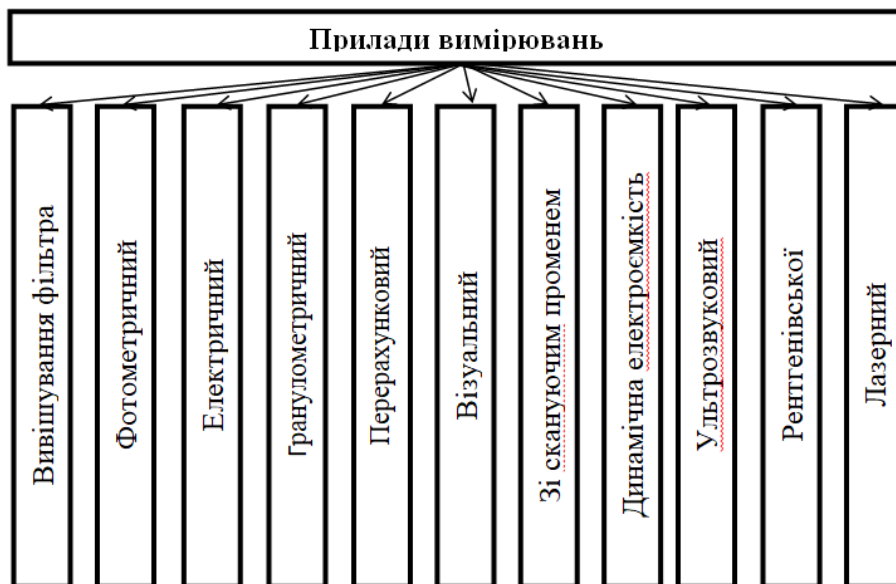 Прилади вимірювань
Вивішування фільтра
Фотометричний
Електричний
Гранулометричний
Перерахунковий
Візуальний
Зі скануючим променем
Динамічна електроємкість
Ультрозвуковий
Рентгенівської
Лазерний